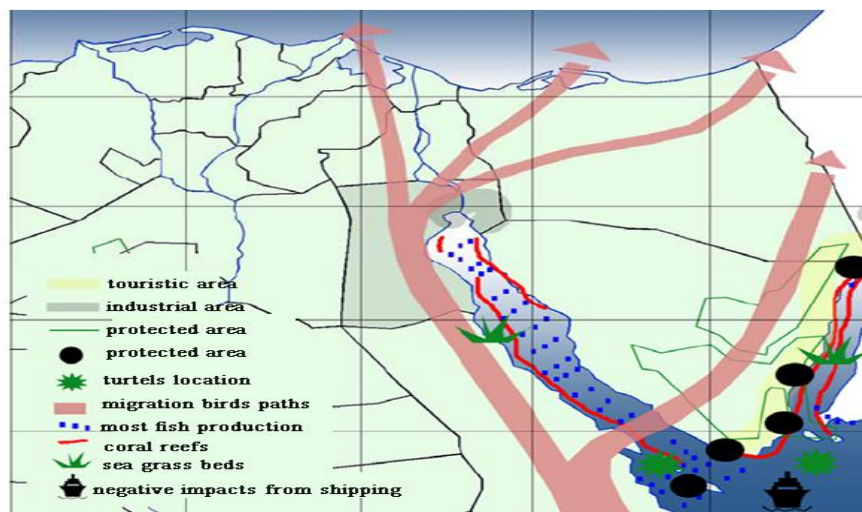 touristic area
industrial area
protected area
protected area
turtels location
migration birds paths
most fish production
coral reefs
sea grass beds
negative impacts from shipping